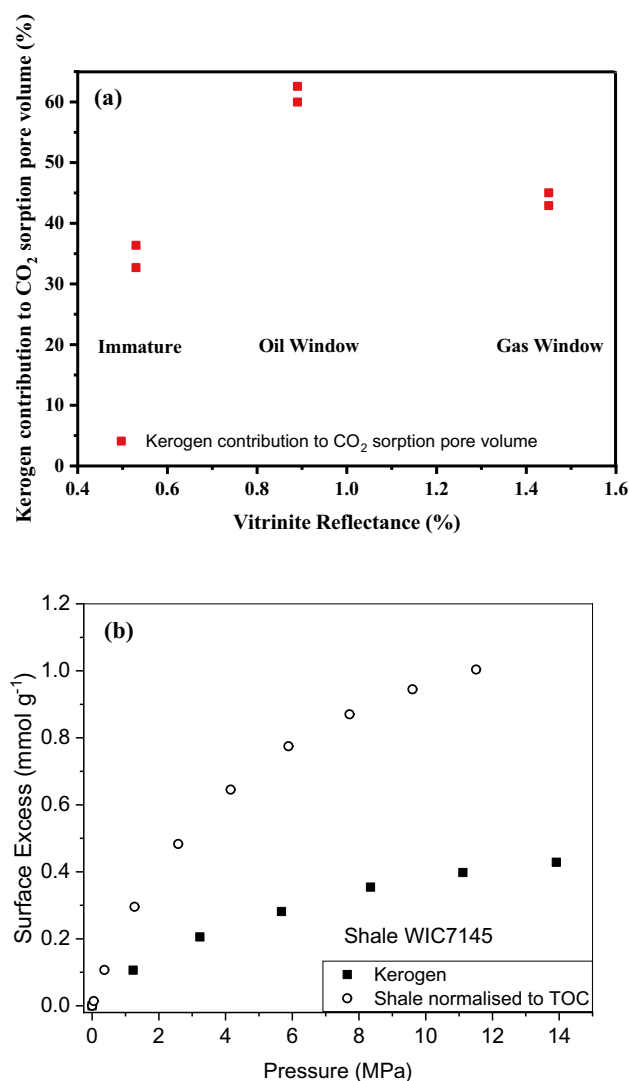 (a)
Kerogen contribution to CO₂ sorption pore volume (%)
60
50
40
30
20
10
0
Immature
Oil Window
Gas Window
Kerogen contribution to CO₂ sorption pore volume
0.4 0.6 0.8 1.0 1.2 1.4 1.6
Vitrinite Reflectance (%)
(b)
Surface Excess (mmol g⁻¹)
1.2
1.0
0.8
0.6
0.4
0.2
0.0
Shale WIC7145
Kerogen
Shale normalised to TOC
0 2 4 6 8 10 12 14
Pressure (MPa)